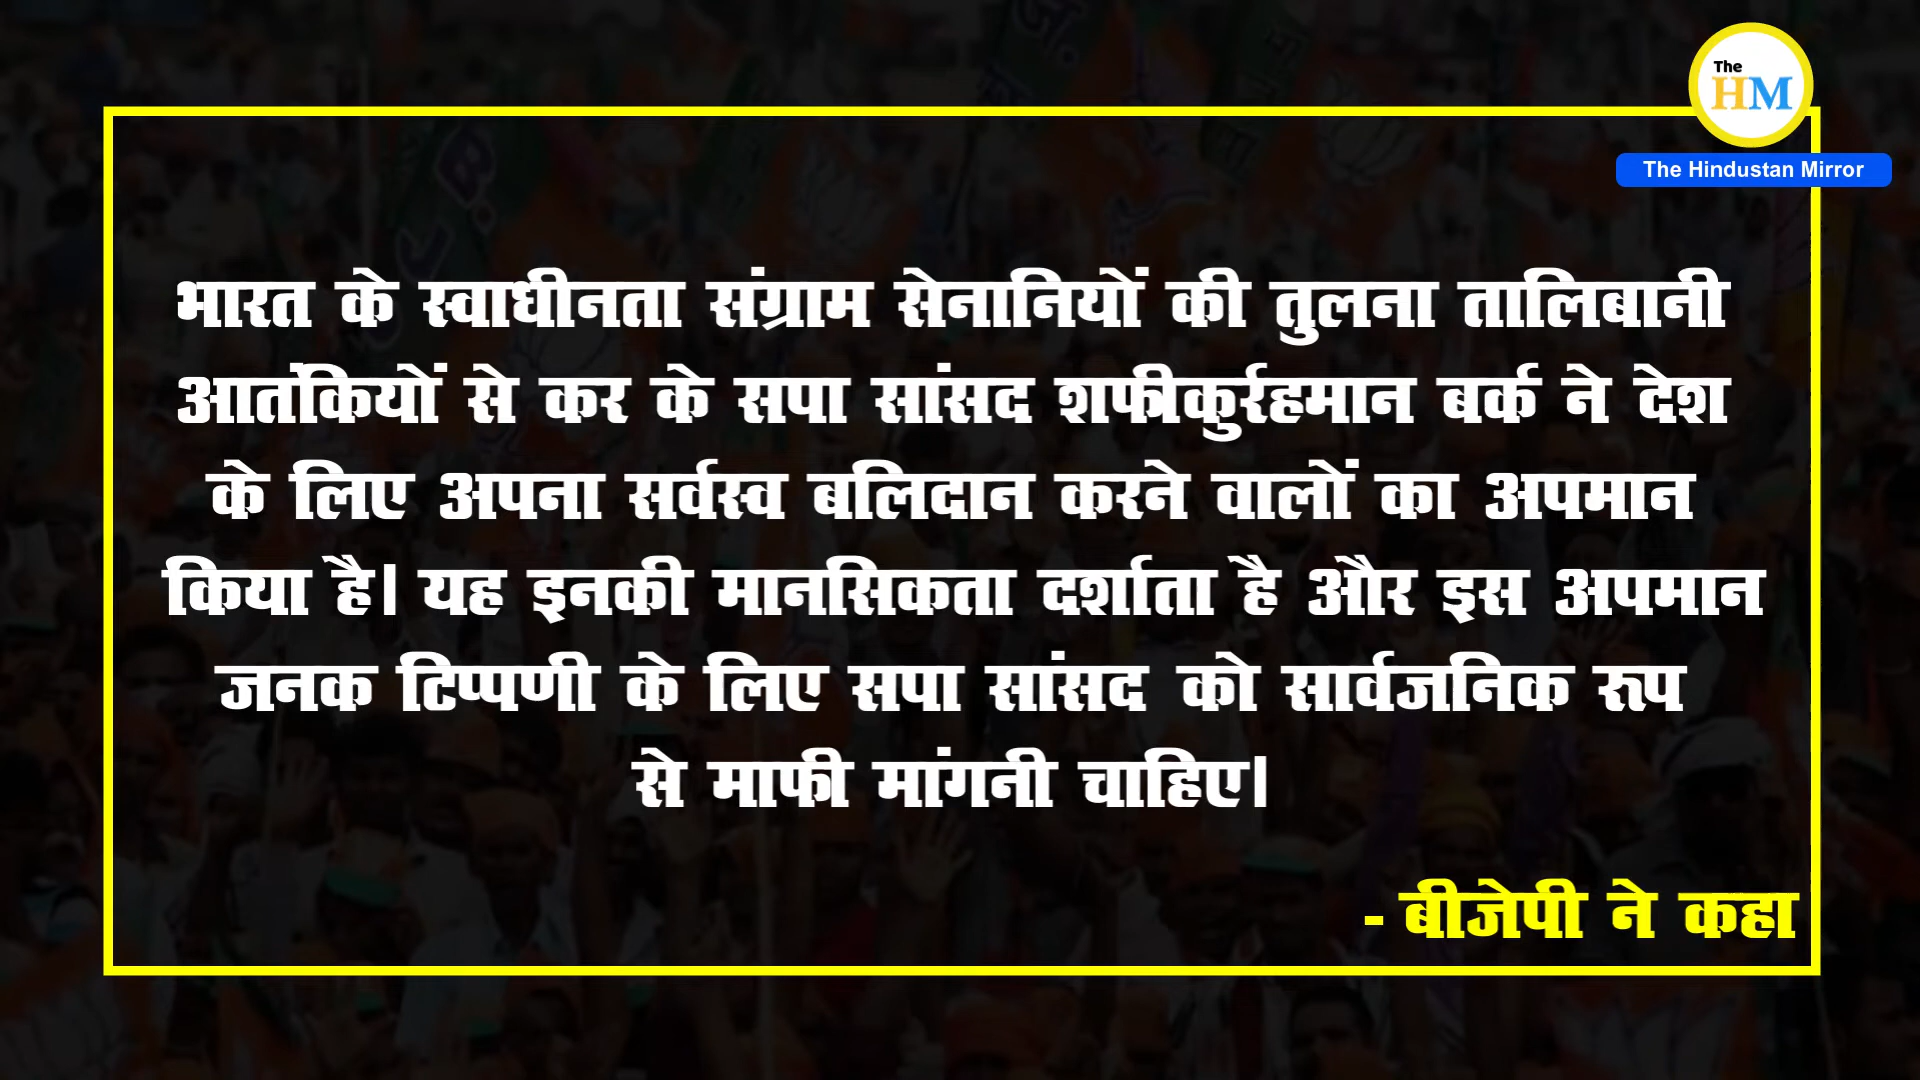 The
HM
The Hindustan Mirror
भारत के स्वाधीनता संग्राम सेनानियों की तुलना तालिबानी
आतंकियों से कर के सपा सांसद शफीकुर्रहमान बर्क ने देश
के लिए अपना सर्वस्व बलिदान करने वालों का अपमान
किया है। यह इनकी मानसिकता दर्शाता है और इस अपमान
जनक टिप्पणी के लिए सपा सांसद को सार्वजनिक रुप
से माफी मांगनी चाहिए।
- बीजेपी ने कहा